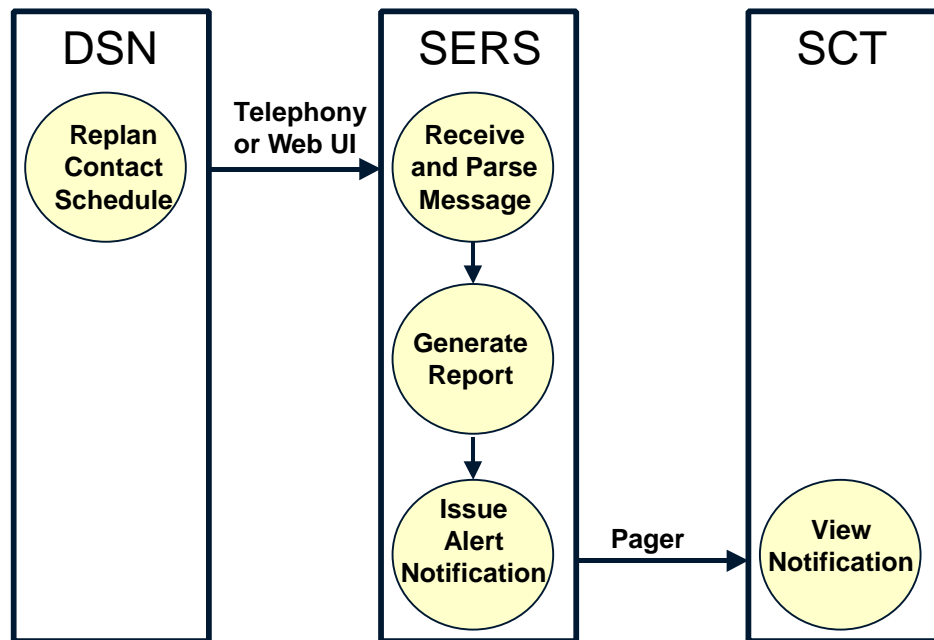 DSN
SERS
SCT
Telephony
or Web UI
Replan
Contact
Schedule
Receive
and Parse
Message
Generate
Report
Issue
Alert
Notification
Pager
View
Notification